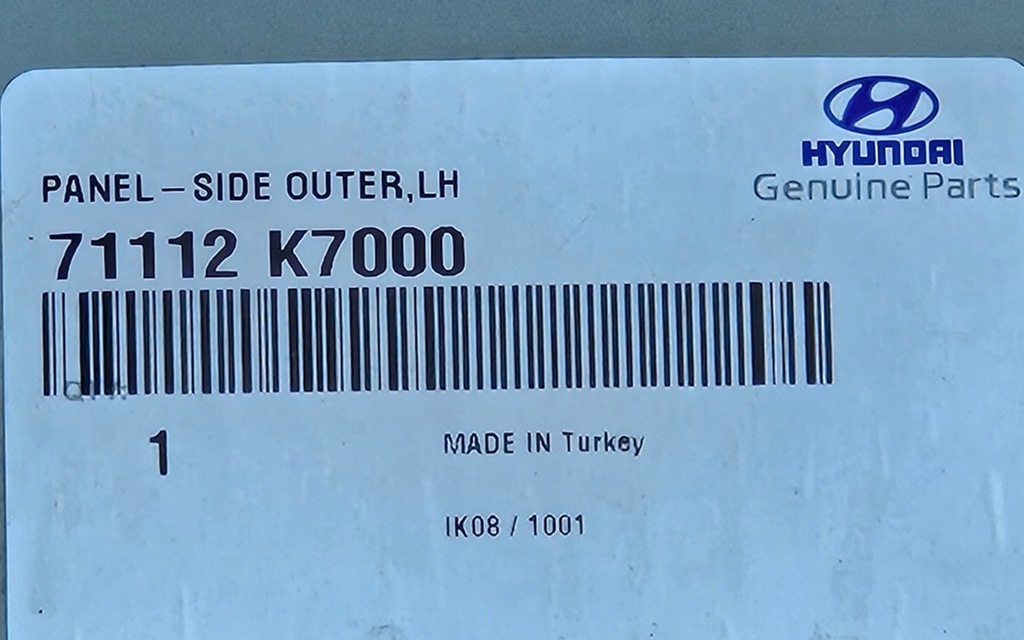 HYUNDAI
Genuine Parts
PANEL-SIDE OUTER,LH
71112 K7000
1
MADE IN Turkey
IK08 / 1001